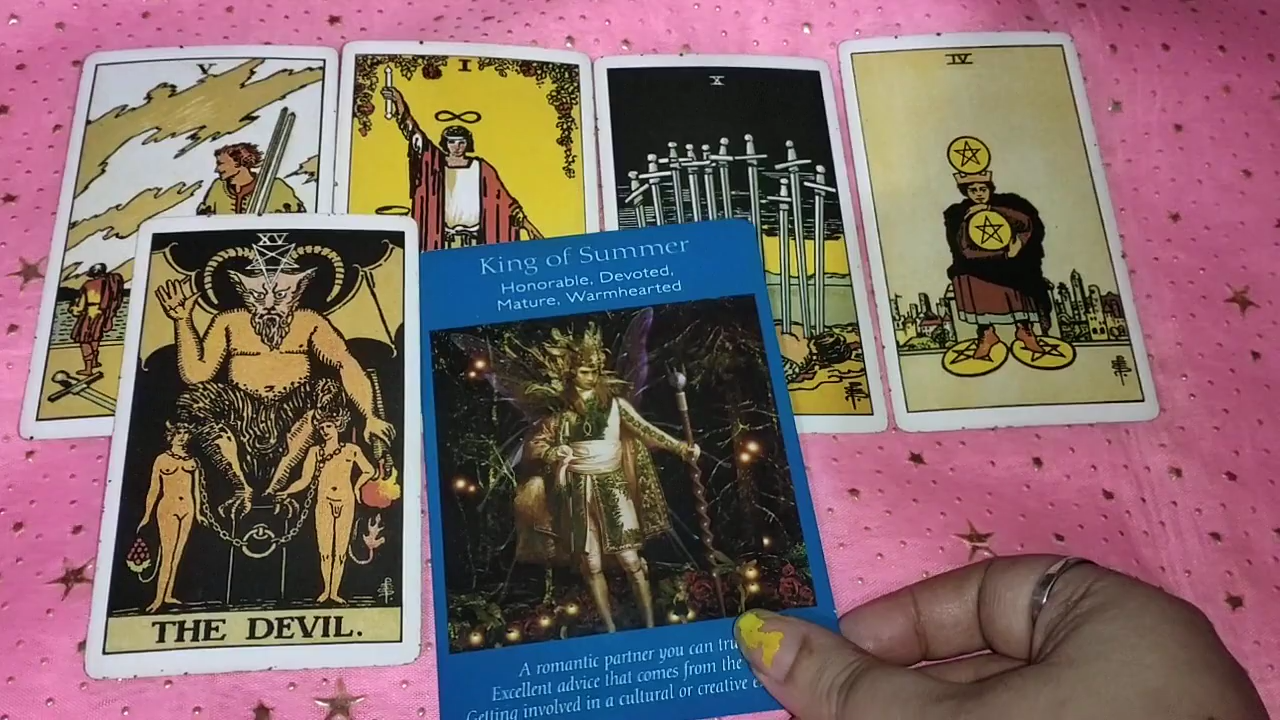 V
I
X
IV
XV
THE DEVIL.
King of Summer
Honorable, Devoted,
Mature, Warmhearted
A romantic partner you can
Excellent advice that comes from the
Getting involved in a cultural or creative